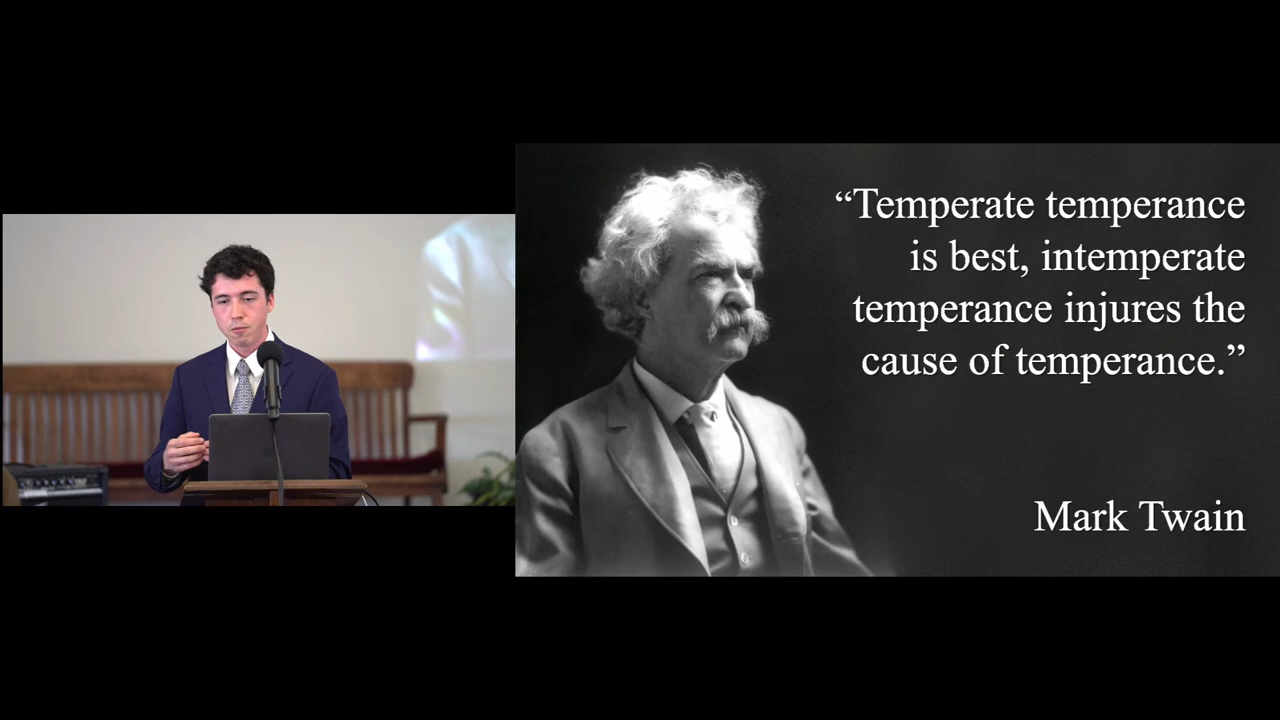 “Temperate temperance
is best, intemperate
temperance injures the
cause of temperance.”
Mark Twain